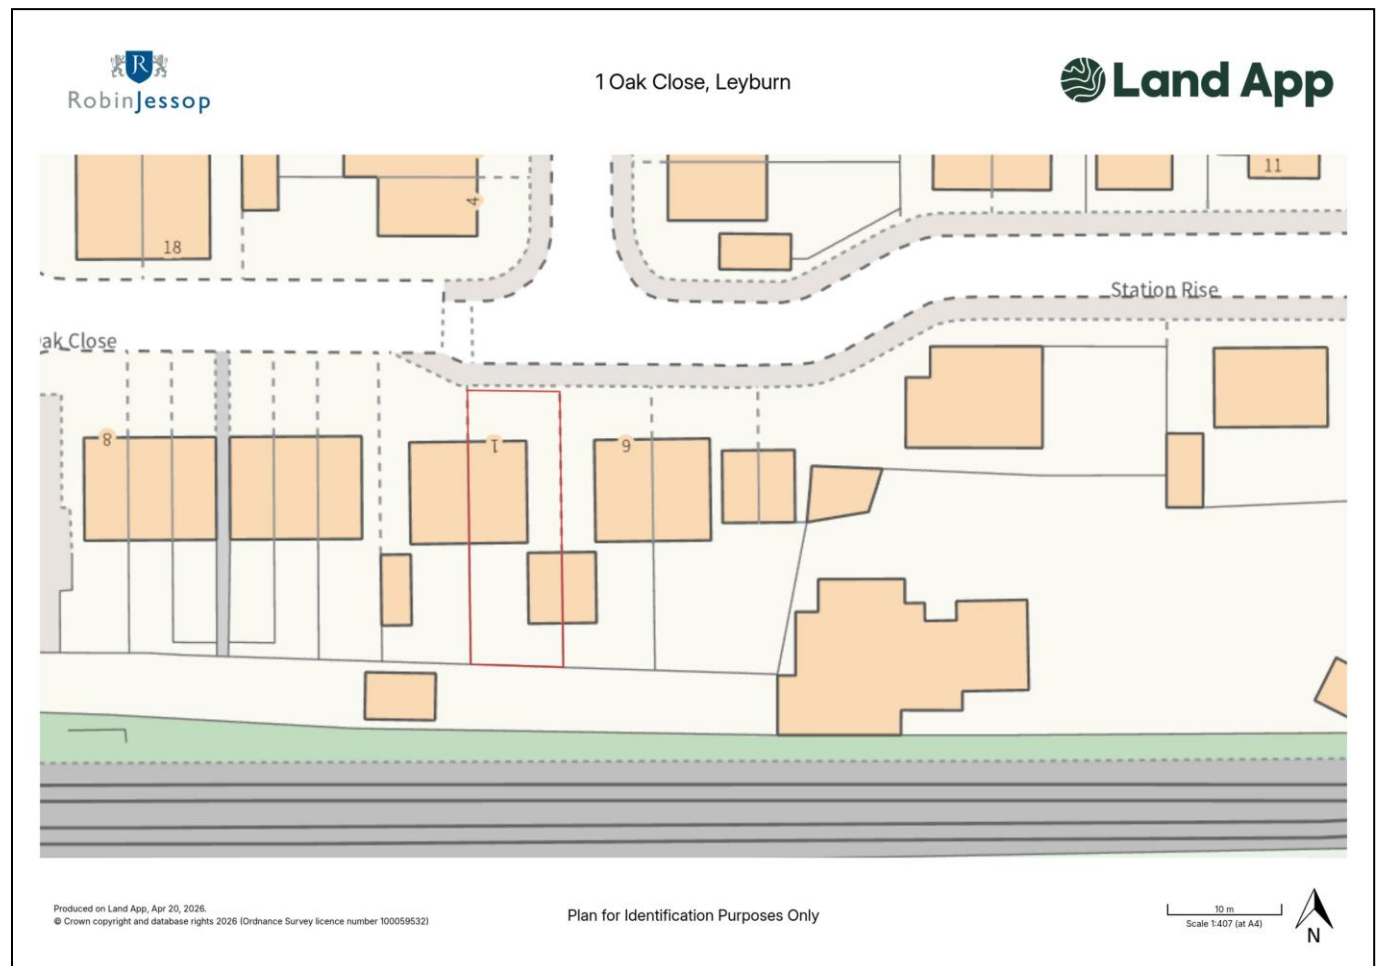 RobinJessop
1 Oak Close, Leyburn
Land App
18
4
11
Station Rise
ak Close
8
1
9
Produced on Land App, Apr 20, 2026.
© Crown copyright and database rights 2026 (Ordnance Survey licence number 100059532)
Plan for Identification Purposes Only
10 m
Scale 1:407 (at A4)
N